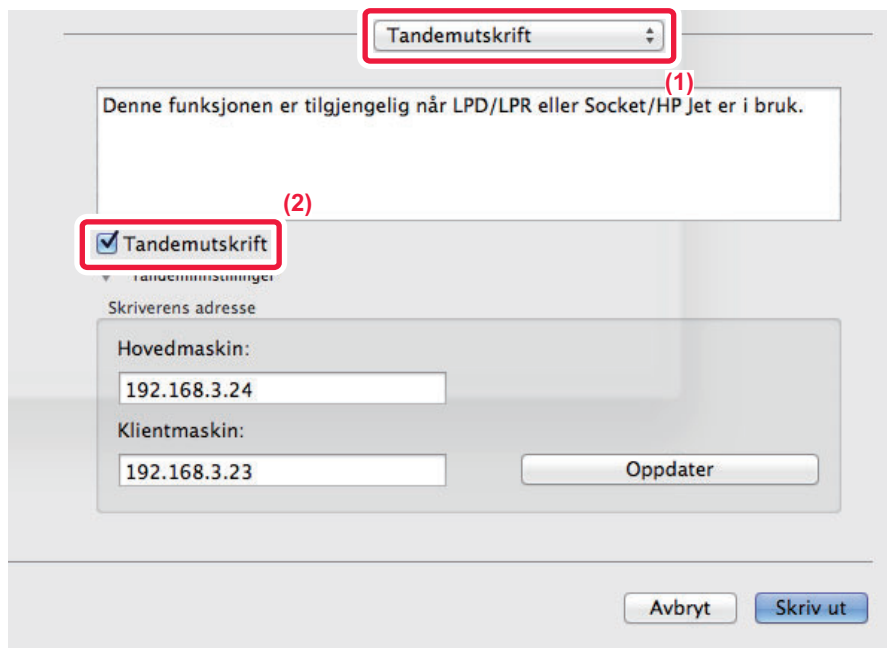 Tandemutskrift
(1)
Denne funksjonen er tilgjengelig når LPD/LPR eller Socket/HP Jet er i bruk.
(2)
Tandemutskrift
Skriverens adresse
Hovedmaskin:
192.168.3.24
Klientmaskin:
192.168.3.23
Oppdater
Avbryt
Skriv ut